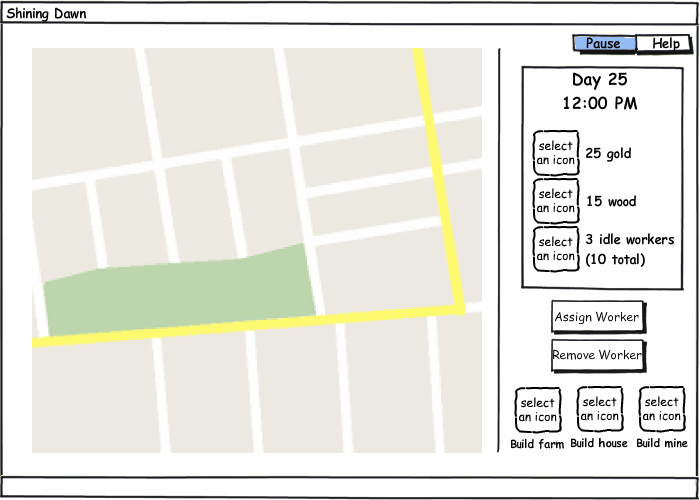 Shining Dawn
Pause Help
Day 25
12:00 PM
select
an icon
25 gold
select
an icon
15 wood
select
an icon
3 idle workers
(10 total)
Assign Worker
Remove Worker
select
an icon
Build farm
select
an icon
Build house
select
an icon
Build mine